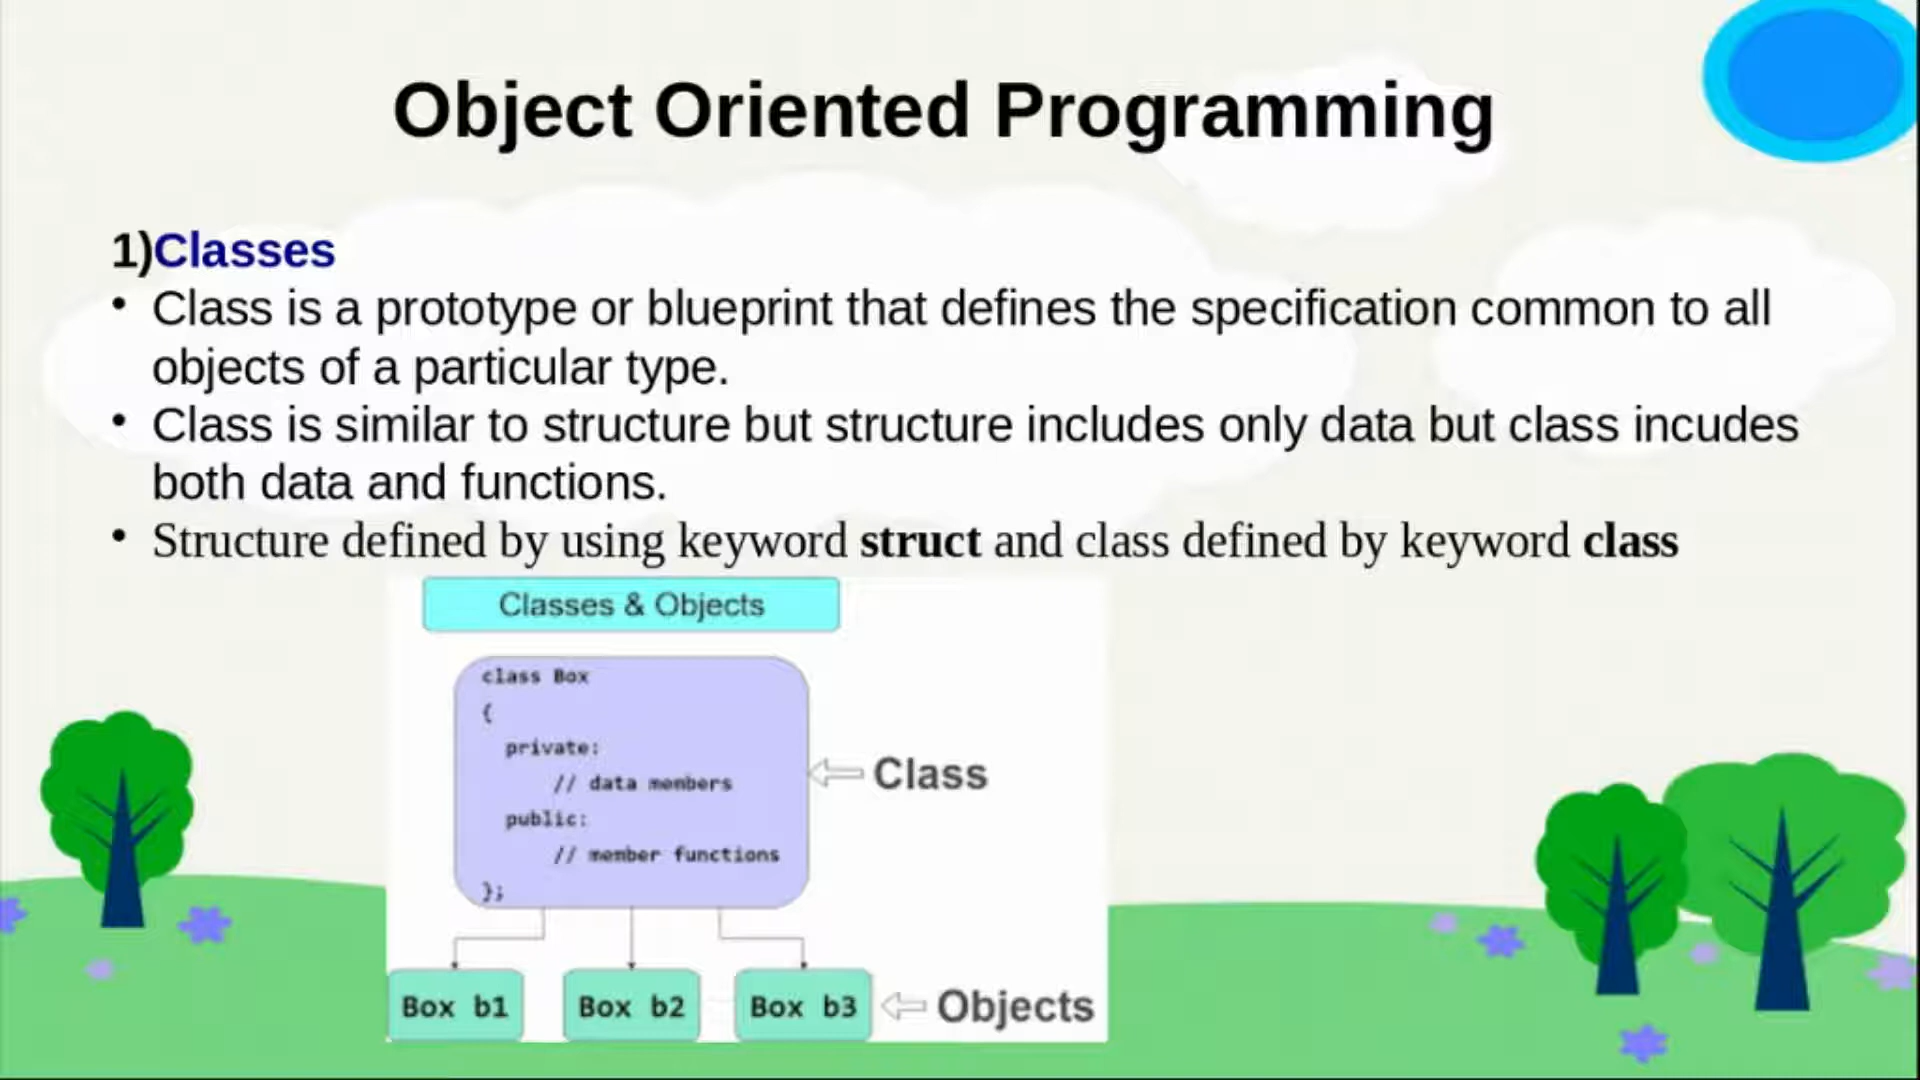 Object Oriented Programming
1)Classes
• Class is a prototype or blueprint that defines the specification common to all
objects of a particular type.
• Class is similar to structure but structure includes only data but class incudes
both data and functions.
• Structure defined by using keyword struct and class defined by keyword class
Classes & Objects
class Box
{
private:
// data members
public:
// member functions
};
Class
Box b1 Box b2 Box b3 Objects